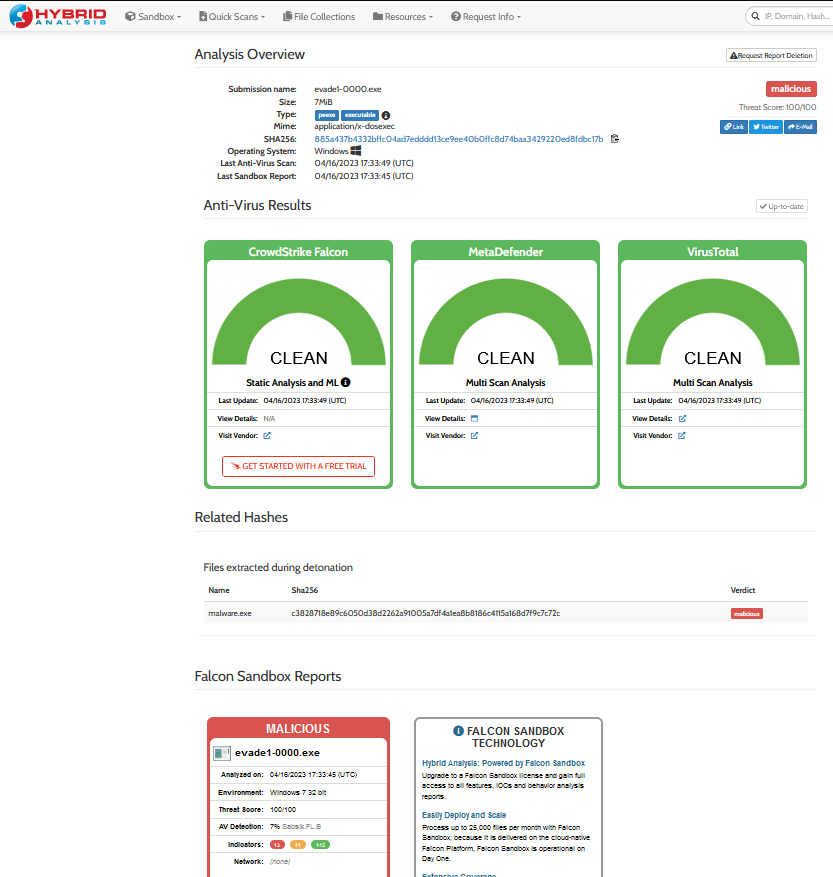 HYBRID
ANALYSIS
Sandbox
Quick Scans
File Collections
Resources
Request Info
IP, Domain, Hash...
Analysis Overview
Request Report Deletion
Submission name: evade1-0000.exe
Size: 7MiB
Type: peexe executable
Mime: application/x-dosexec
SHA256: 885a437b4332bffc04ad7edddd13ce9ee40b0ffc8d74baa3429220ed8fdbc17b
Operating System: Windows
Last Anti-Virus Scan: 04/16/2023 17:33:49 (UTC)
Last Sandbox Report: 04/16/2023 17:33:45 (UTC)
malicious
Threat Score: 100/100
Link Twitter E-Mail
Anti-Virus Results
Up-to-date
CrowdStrike Falcon
CLEAN
Static Analysis and ML
Last Update: 04/16/2023 17:33:49 (UTC)
View Details: N/A
Visit Vendor:
GET STARTED WITH A FREE TRIAL
MetaDefender
CLEAN
Multi Scan Analysis
Last Update: 04/16/2023 17:33:49 (UTC)
View Details:
Visit Vendor:
VirusTotal
CLEAN
Multi Scan Analysis
Last Update: 04/16/2023 17:33:49 (UTC)
View Details:
Visit Vendor:
Related Hashes
Files extracted during detonation
Name Sha256 Verdict
malware.exe c3828718e89c6050d38d2262a91005a7df4a1ea8b8186c4115a168d7f9c7c72c malicious
Falcon Sandbox Reports
MALICIOUS
evade1-0000.exe
Analyzed on: 04/16/2023 17:33:45 (UTC)
Environment: Windows 7 32 bit
Threat Score: 100/100
AV Detection: 7% Sabsik.FL.B
Indicators:
Network: (none)
FALCON SANDBOX
TECHNOLOGY
Hybrid Analysis: Powered by Falcon Sandbox
Upgrade to a Falcon Sandbox license and gain full
access to all features, IOCs and behavior analysis
reports.
Easily Deploy and Scale
Process up to 25,000 files per month with Falcon
Sandbox; because it is delivered on the cloud-native
Falcon Platform, Falcon Sandbox is operational on
Day One.
Extensive Coverage